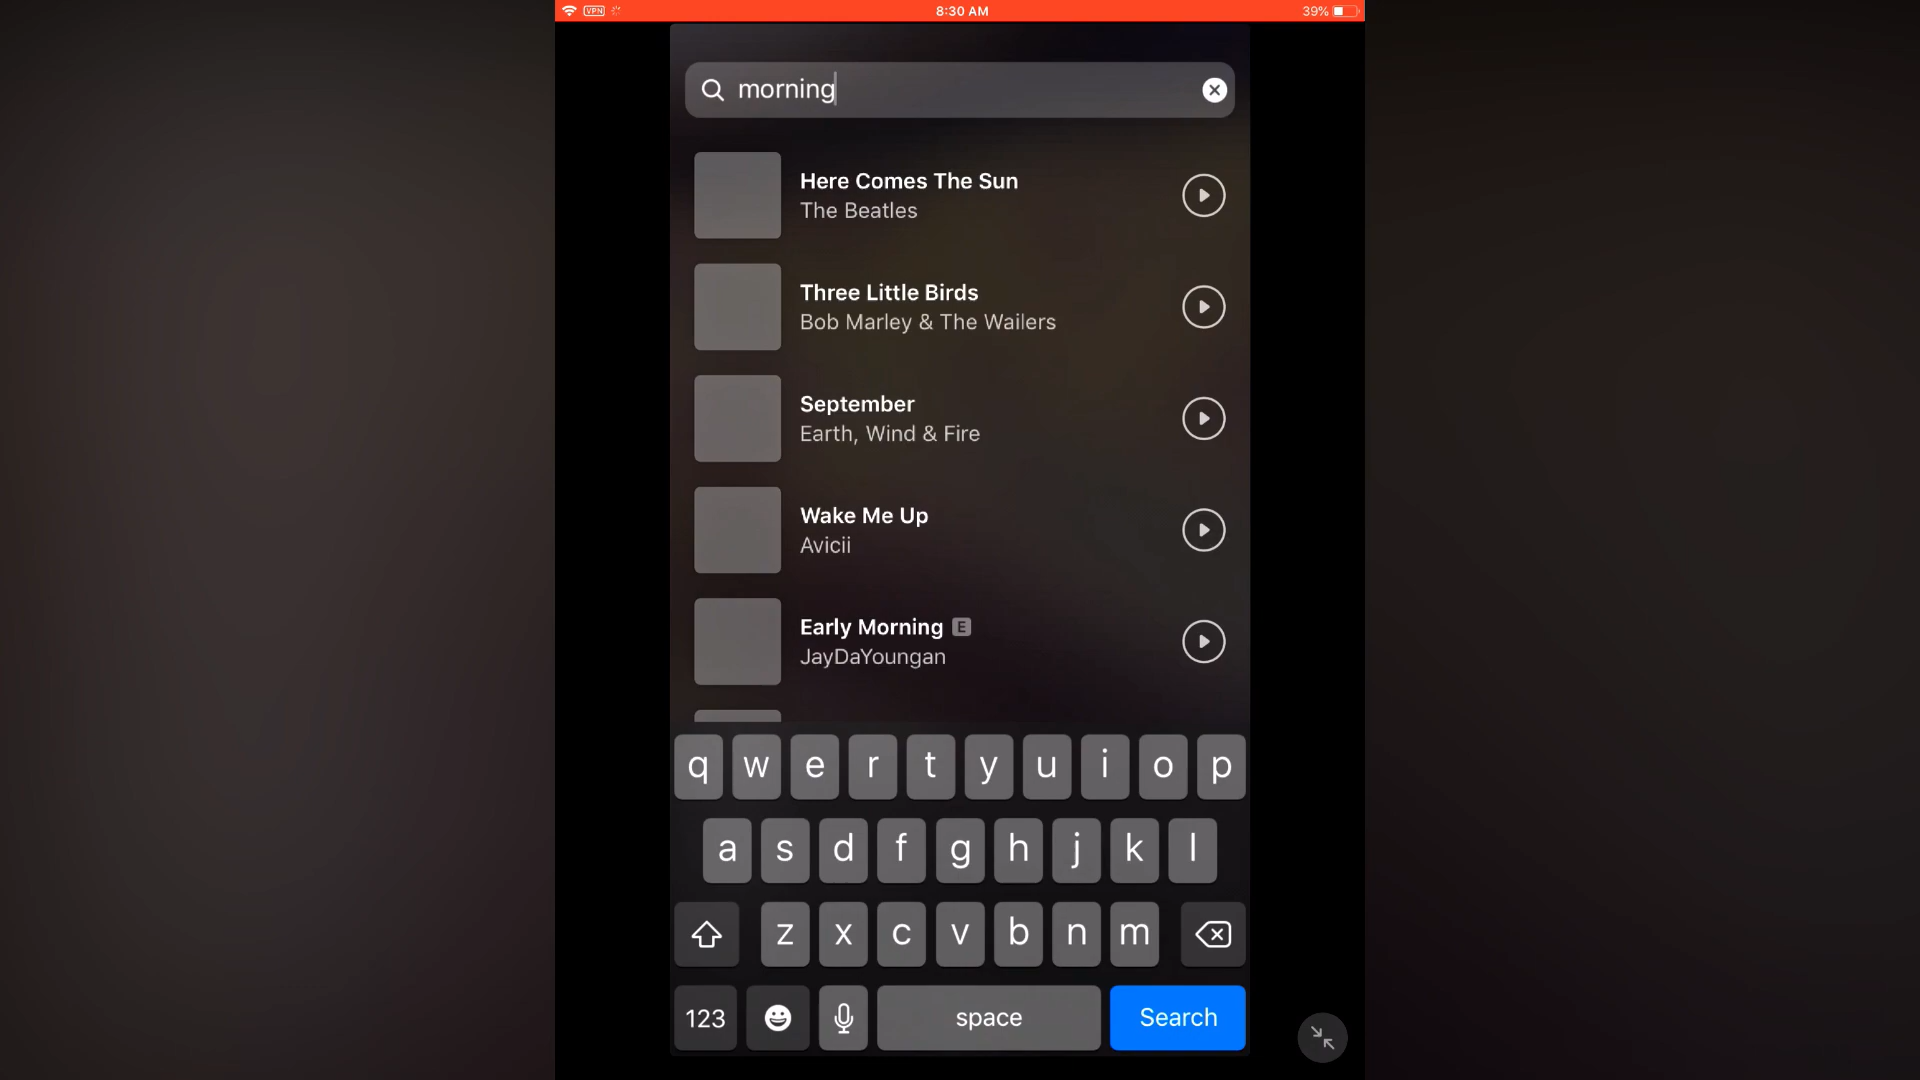 VPN 8:30 AM 39%
morning
Here Comes The Sun
The Beatles
Three Little Birds
Bob Marley & The Wailers
September
Earth, Wind & Fire
Wake Me Up
Avicii
Early Morning E
JayDaYoungan
q w e r t y u i o p
a s d f g h j k l
z x c v b n m
123 space Search